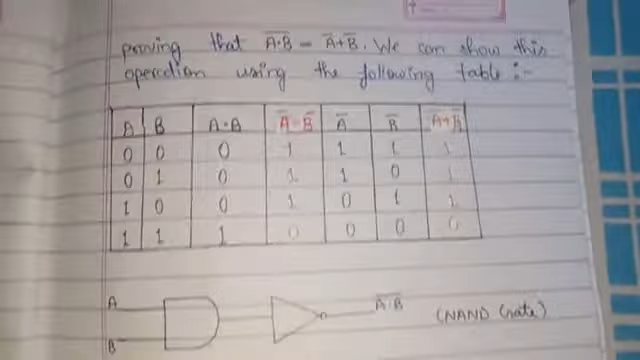 proving that A̅·̅B̅ = A̅+B̅. We can show this
operation using the following table :-
A B A·B A̅·B̅ A̅ B̅ A̅+B̅
0 0 0 1 1 1 1
0 1 0 1 1 0 1
1 0 0 1 0 1 1
1 1 1 0 0 0 0
A
A̅·̅B̅ (NAND Gate)
B